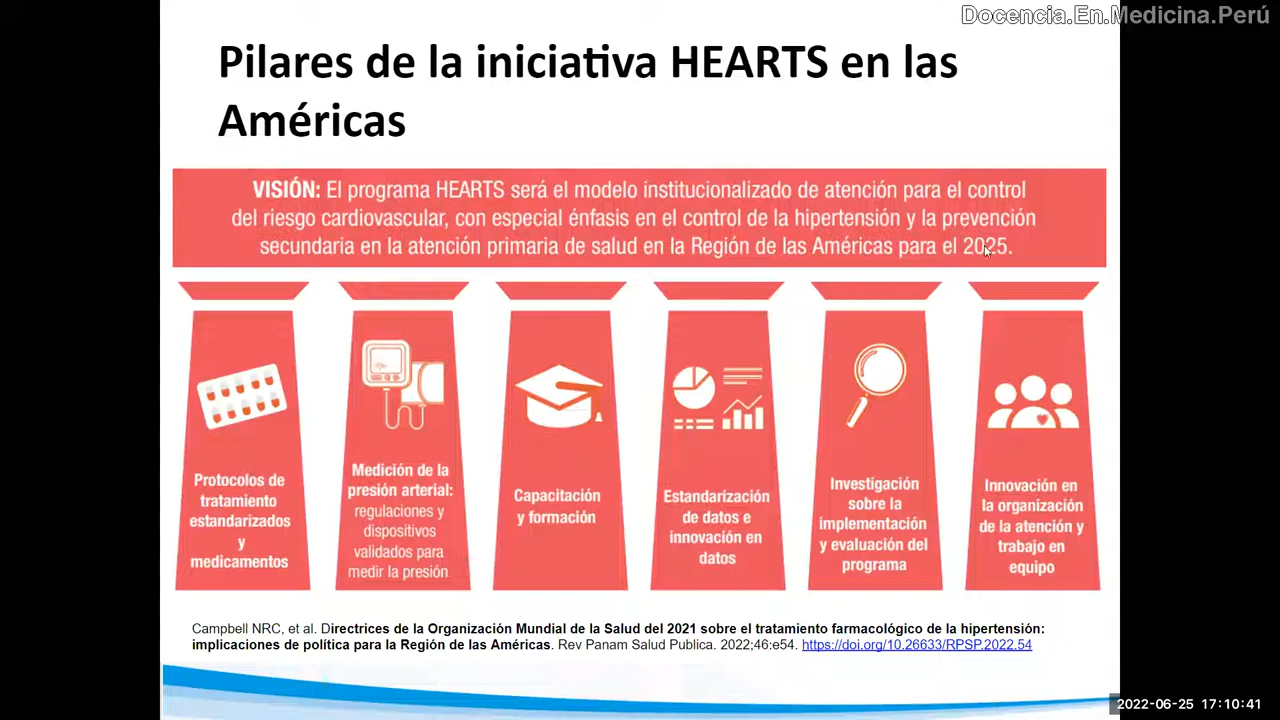 Docencia.En.Medicina.Perú
Pilares de la iniciativa HEARTS en las
Américas
VISIÓN: El programa HEARTS será el modelo institucionalizado de atención para el control
del riesgo cardiovascular, con especial énfasis en el control de la hipertensión y la prevención
secundaria en la atención primaria de salud en la Región de las Américas para el 2025.
Protocolos de
tratamiento
estandarizados
y
medicamentos
Medición de la
presión arterial:
regulaciones y
dispositivos
validados para
medir la presión
Capacitación
y formación
Estandarización
de datos e
innovación en
datos
Investigación
sobre la
implementación
y evaluación del
programa
Innovación en
la organización
de la atención y
trabajo en
equipo
Campbell NRC, et al. Directrices de la Organización Mundial de la Salud del 2021 sobre el tratamiento farmacológico de la hipertensión:
implicaciones de política para la Región de las Américas. Rev Panam Salud Publica. 2022;46:e54. https://doi.org/10.26633/RPSP.2022.54
2022-06-25 17:10:41